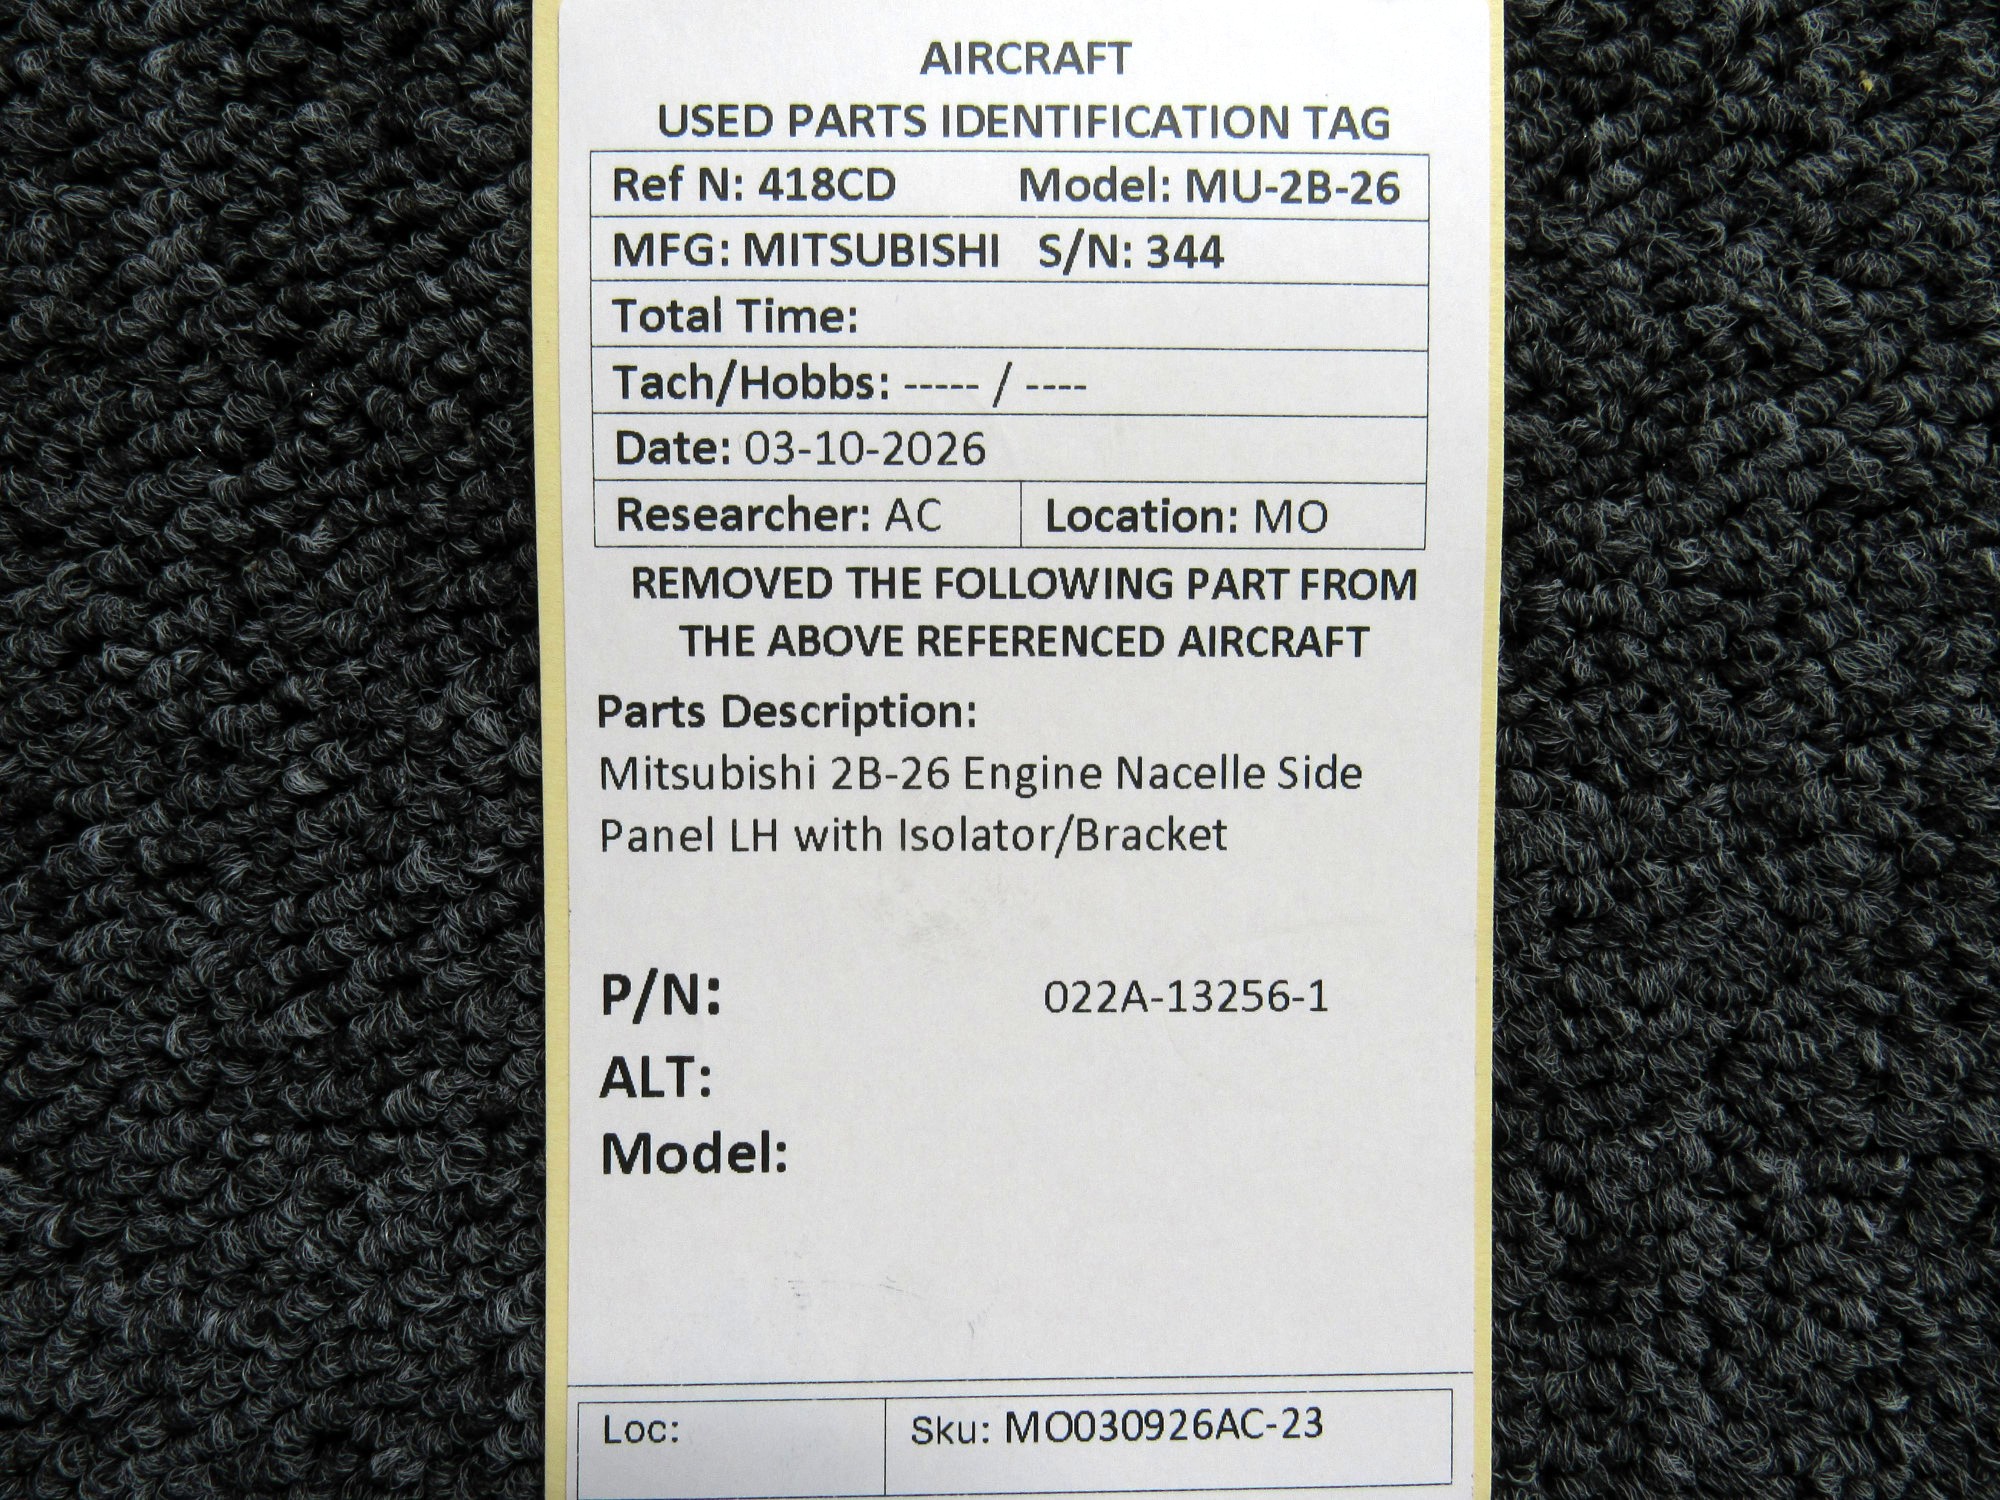 AIRCRAFT
USED PARTS IDENTIFICATION TAG
Ref N: 418CD Model: MU-2B-26
MFG: MITSUBISHI S/N: 344
Total Time:
Tach/Hobbs: ----- / ----
Date: 03-10-2026
Researcher: AC Location: MO
REMOVED THE FOLLOWING PART FROM
THE ABOVE REFERENCED AIRCRAFT
Parts Description:
Mitsubishi 2B-26 Engine Nacelle Side
Panel LH with Isolator/Bracket
P/N: 022A-13256-1
ALT:
Model:
Loc: Sku: MO030926AC-23